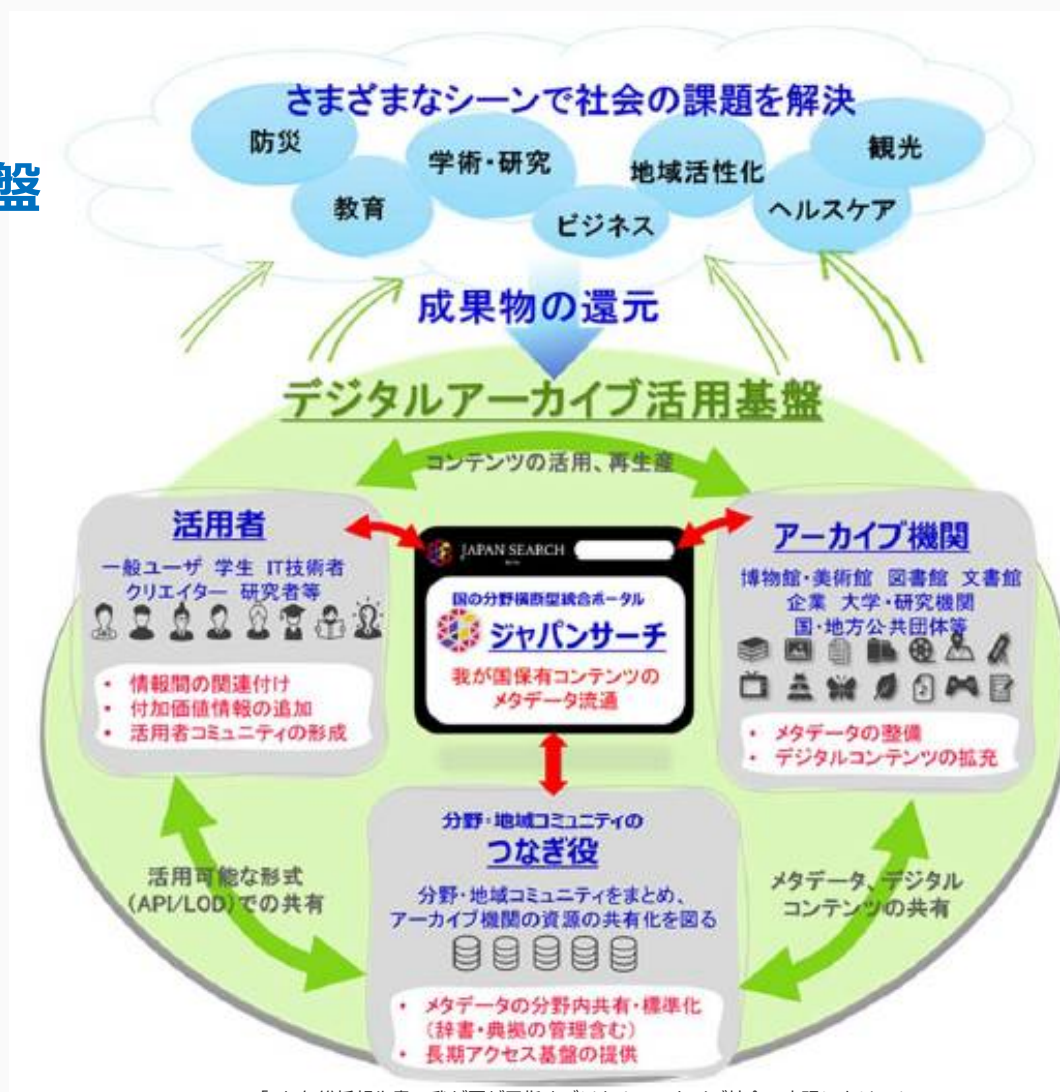 盤
さまざまなシーンで社会の課題を解決
防災
教育
学術・研究
ビジネス
地域活性化
ヘルスケア
観光
成果物の還元
デジタルアーカイブ活用基盤
コンテンツの活用、再生産
活用者
一般ユーザ 学生 IT技術者
クリエイター 研究者等
・ 情報間の関連付け
・ 付加価値情報の追加
・ 活用者コミュニティの形成
JAPAN SEARCH
国の分野横断型統合ポータル
ジャパンサーチ
我が国保有コンテンツの
メタデータ流通
アーカイブ機関
博物館・美術館 図書館 文書館
企業 大学・研究機関
国・地方公共団体等
・ メタデータの整備
・ デジタルコンテンツの拡充
活用可能な形式
(API/LOD)での共有
分野・地域コミュニティの
つなぎ役
分野・地域コミュニティをまとめ、
アーカイブ機関の資源の共有化を図る
・ メタデータの分野内共有・標準化
(辞書・典拠の管理含む)
・ 長期アクセス基盤の提供
メタデータ、デジタル
コンテンツの共有